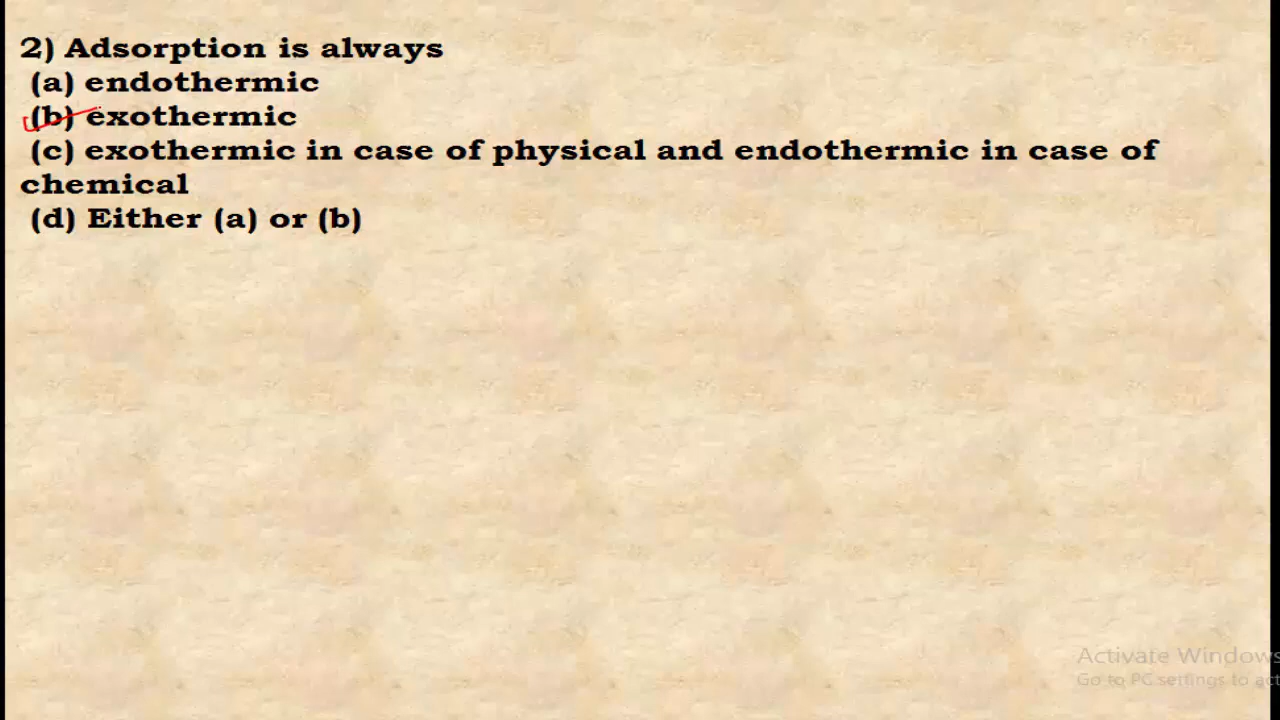 2) Adsorption is always
(a) endothermic
(b) exothermic
(c) exothermic in case of physical and endothermic in case of
chemical
(d) Either (a) or (b)
Activate Windows
Go to PC settings to act